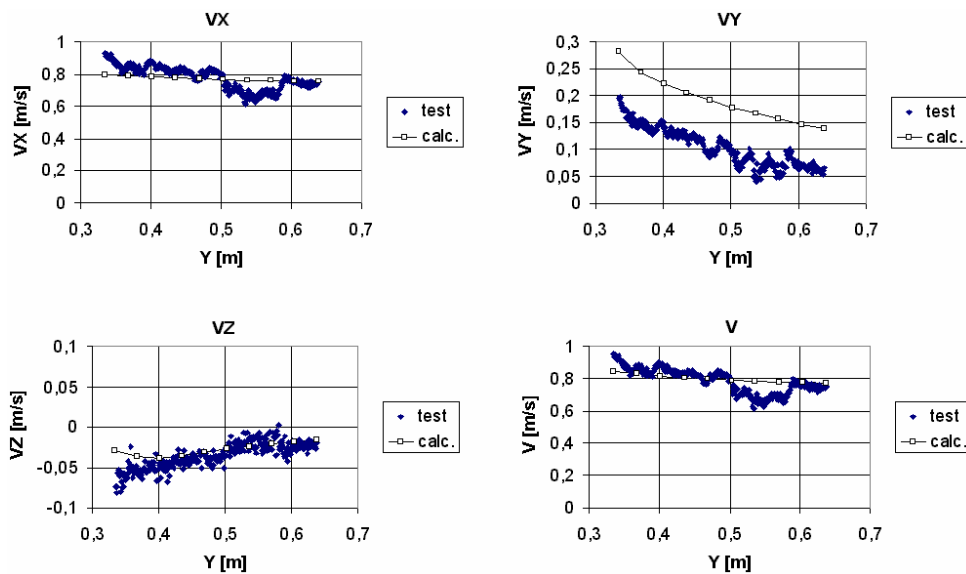 VX
1
0,8
0,6
0,4
0,2
0
VX [m/s]
0,3 0,4 0,5 0,6 0,7
Y [m]
test
calc.
VY
0,3
0,25
0,2
0,15
0,1
0,05
0
VY [m/s]
0,3 0,4 0,5 0,6 0,7
Y [m]
test
calc.
VZ
0,1
0,05
0
-0,05
-0,1
VZ [m/s]
0,3 0,4 0,5 0,6 0,7
Y [m]
test
calc.
V
1
0,8
0,6
0,4
0,2
0
V [m/s]
0,3 0,4 0,5 0,6 0,7
Y [m]
test
calc.